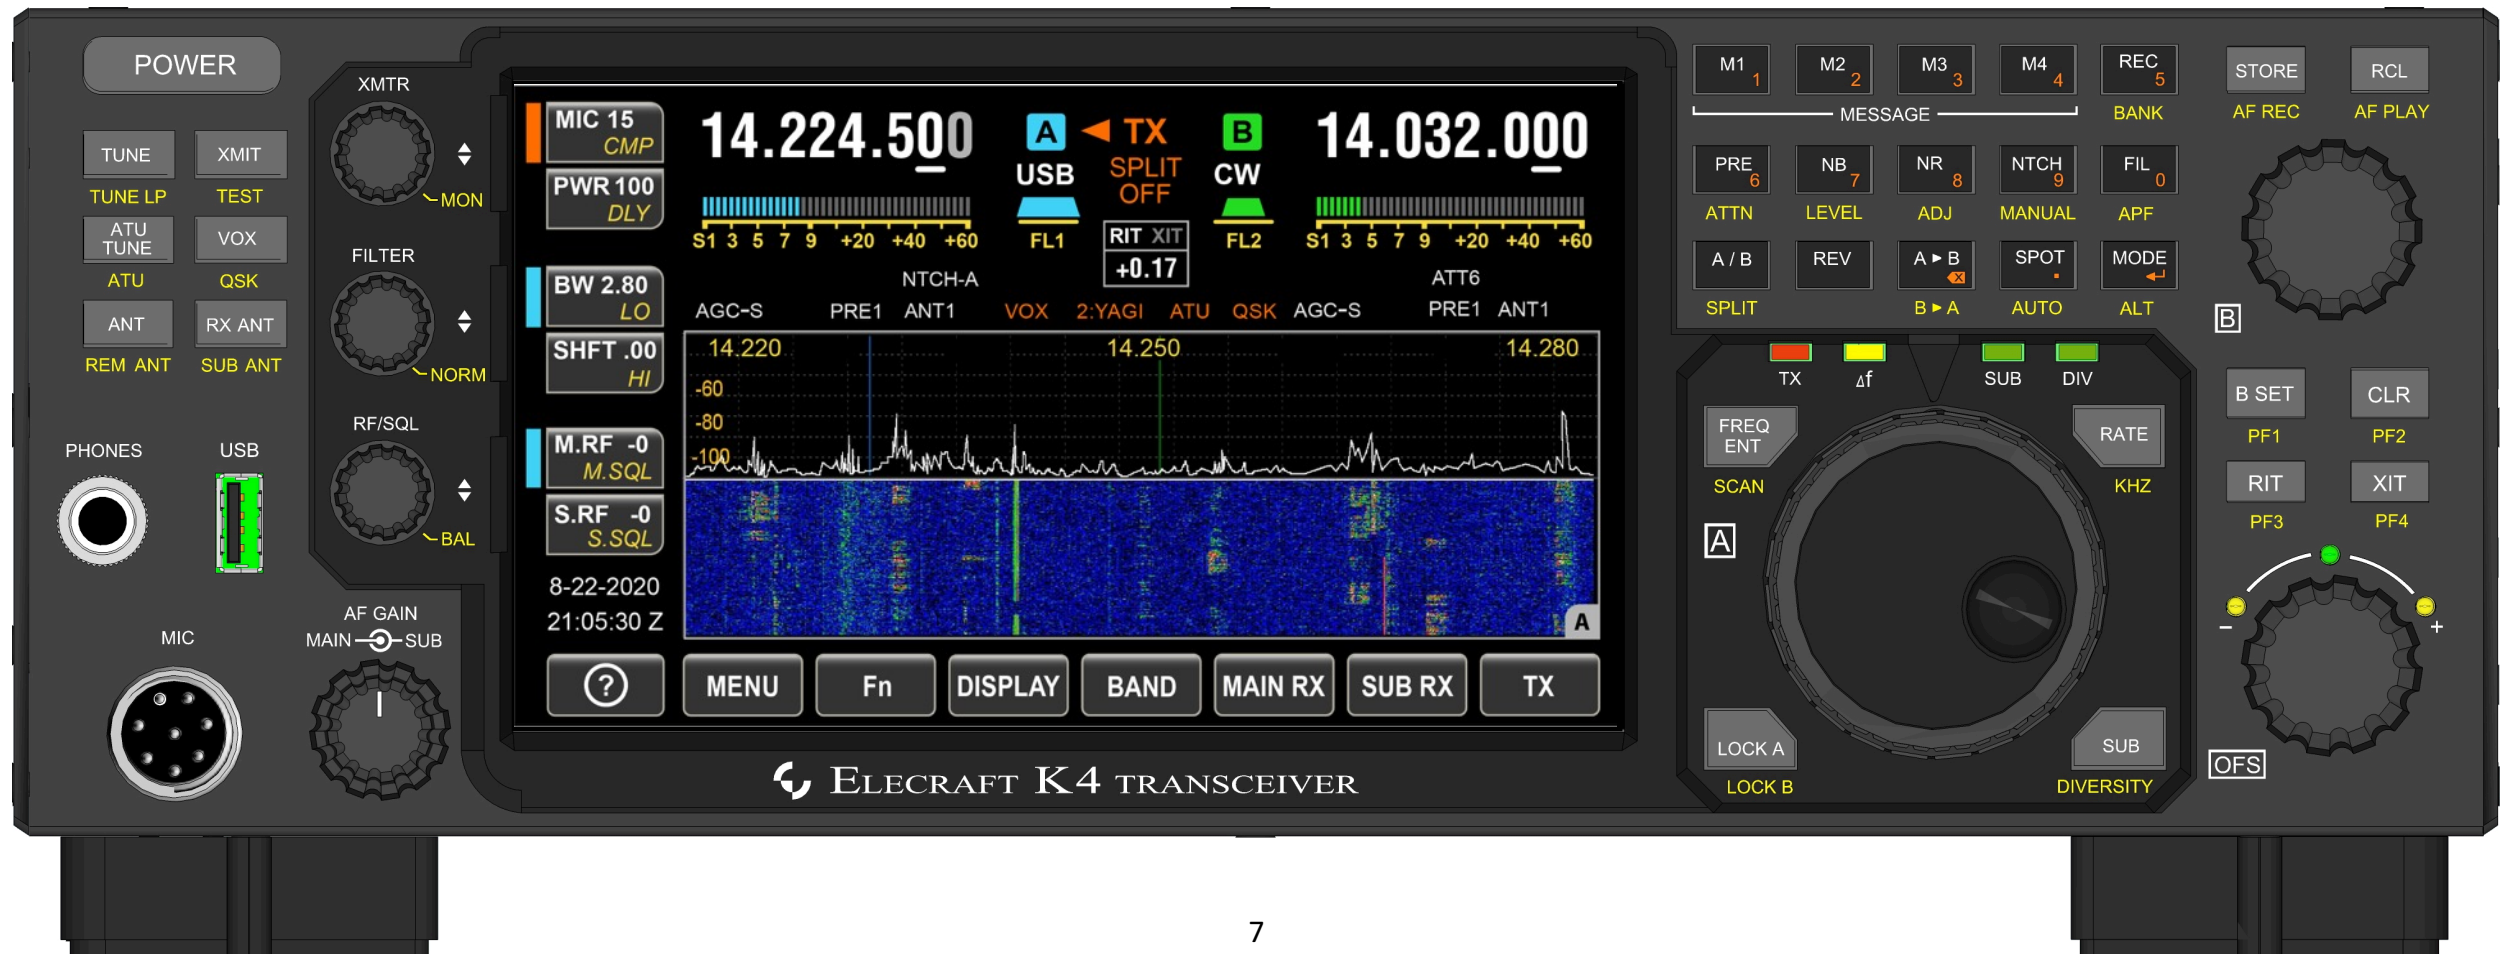 POWER
TUNE
XMIT
TUNE LP
TEST
ATU TUNE
VOX
ATU
QSK
ANT
RX ANT
REM ANT
SUB ANT
PHONES
USB
MIC
XMTR
MON
FILTER
NORM
RF/SQL
BAL
AF GAIN
MAIN
SUB
MIC 15
CMP
PWR 100
DLY
BW 2.80
LO
SHFT .00
HI
M.RF -0
M.SQL
S.RF -0
S.SQL
8-22-2020
21:05:30 Z
14.224.500
A ◄ TX B
14.032.000
USB
SPLIT
OFF
CW
S1 3 5 7 9 +20 +40 +60
FL1
RIT XIT
+0.17
FL2
S1 3 5 7 9 +20 +40 +60
NTCH-A
ATT6
AGC-S PRE1 ANT1 VOX 2:YAGI ATU QSK AGC-S PRE1 ANT1
14.220 14.250 14.280
-60
-80
-100
A
?
MENU
Fn
DISPLAY
BAND
MAIN RX
SUB RX
TX
ELECRAFT K4 TRANSCEIVER
M1 1
M2 2
M3 3
M4 4
REC 5
MESSAGE
BANK
STORE
RCL
AF REC
AF PLAY
PRE 6
NB 7
NR 8
NTCH 9
FIL 0
ATTN
LEVEL
ADJ
MANUAL
APF
A / B
REV
A ► B
SPOT .
MODE
SPLIT
B ► A
AUTO
ALT
B
TX
Δf
SUB
DIV
FREQ ENT
RATE
SCAN
KHZ
A
LOCK A
SUB
LOCK B
DIVERSITY
B SET
CLR
PF1
PF2
RIT
XIT
PF3
PF4
- +
OFS
7